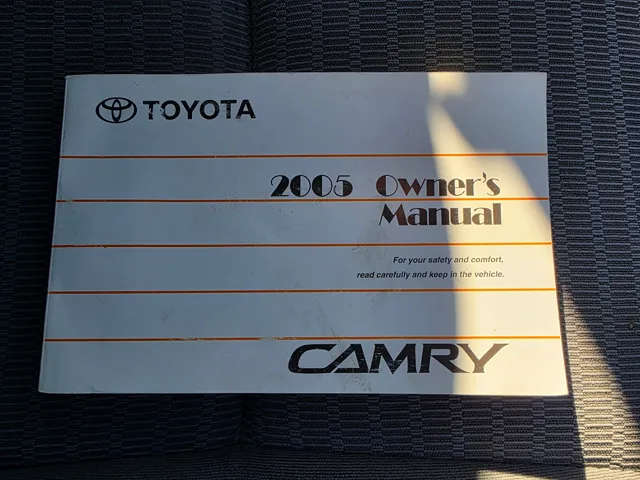 TOYOTA
2005 Owner's
Manual
For your safety and comfort,
read carefully and keep in the vehicle.
CAMRY